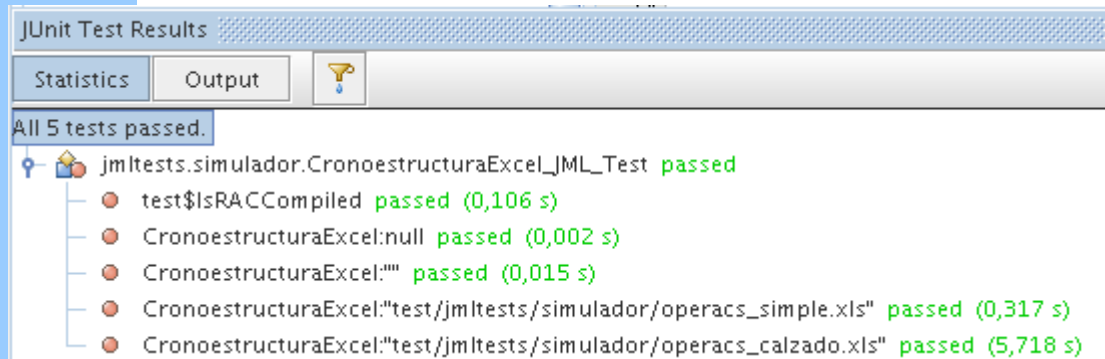 JUnit Test Results
Statistics Output
All 5 tests passed.
jmltests.simulador.CronoestructuraExcel_JML_Test passed
test$IsRACCompiled passed (0,106 s)
CronoestructuraExcel:null passed (0,002 s)
CronoestructuraExcel:"" passed (0,015 s)
CronoestructuraExcel:"test/jmltests/simulador/operacs_simple.xls" passed (0,317 s)
CronoestructuraExcel:"test/jmltests/simulador/operacs_calzado.xls" passed (5,718 s)